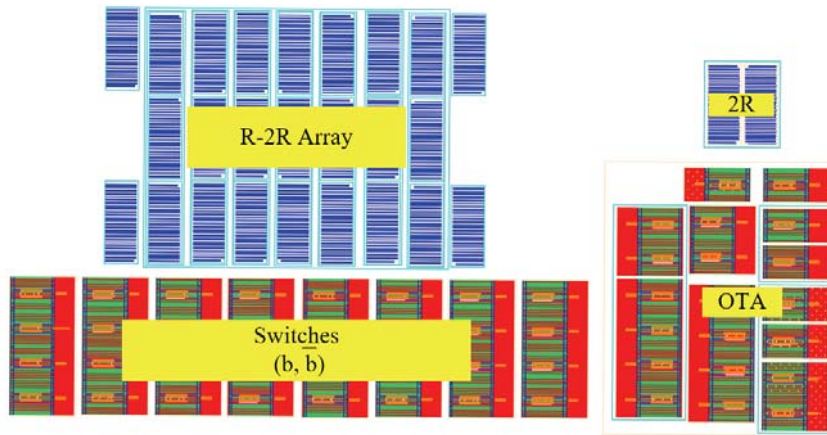 2R
R-2R Array
OTA
Switches
(b, b̅)